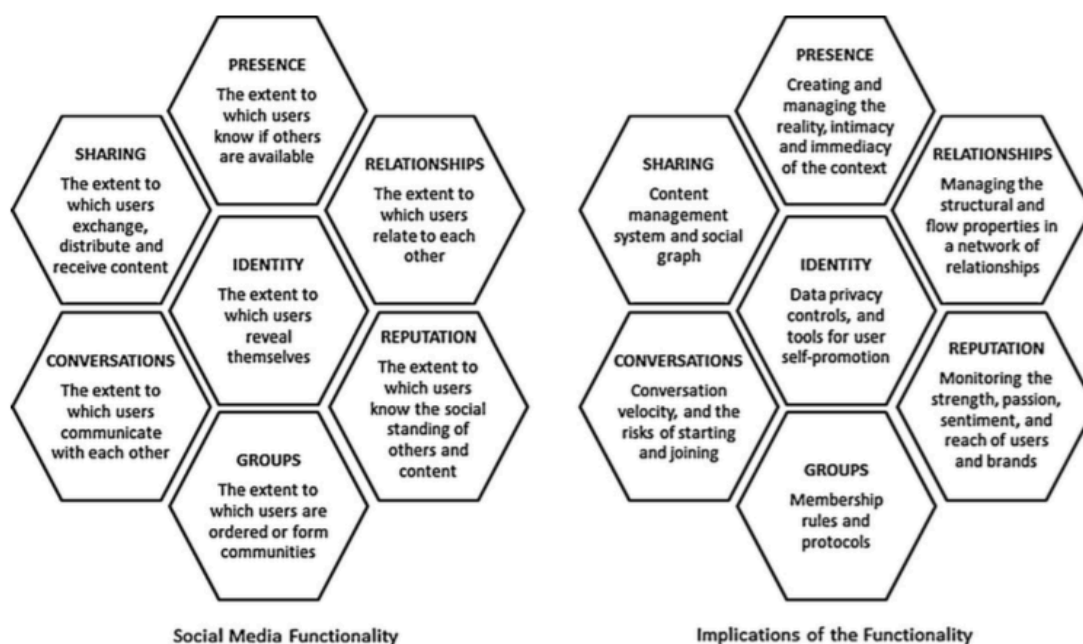 PRESENCE
The extent to
which users
know if others
are available
SHARING
The extent to
which users
exchange,
distribute and
receive content
RELATIONSHIPS
The extent to
which users
relate to each
other
IDENTITY
The extent to
which users
reveal
themselves
CONVERSATIONS
The extent to
which users
communicate
with each other
REPUTATION
The extent to
which users
know the social
standing of
others and
content
GROUPS
The extent to
which users are
ordered or form
communities
Social Media Functionality
PRESENCE
Creating and
managing the
reality, intimacy
and immediacy
of the context
SHARING
Content
management
system and social
graph
RELATIONSHIPS
Managing the
structural and
flow properties in
a network of
relationships
IDENTITY
Data privacy
controls, and
tools for user
self-promotion
CONVERSATIONS
Conversation
velocity, and the
risks of starting
and joining
REPUTATION
Monitoring the
strength, passion,
sentiment, and
reach of users
and brands
GROUPS
Membership
rules and
protocols
Implications of the Functionality